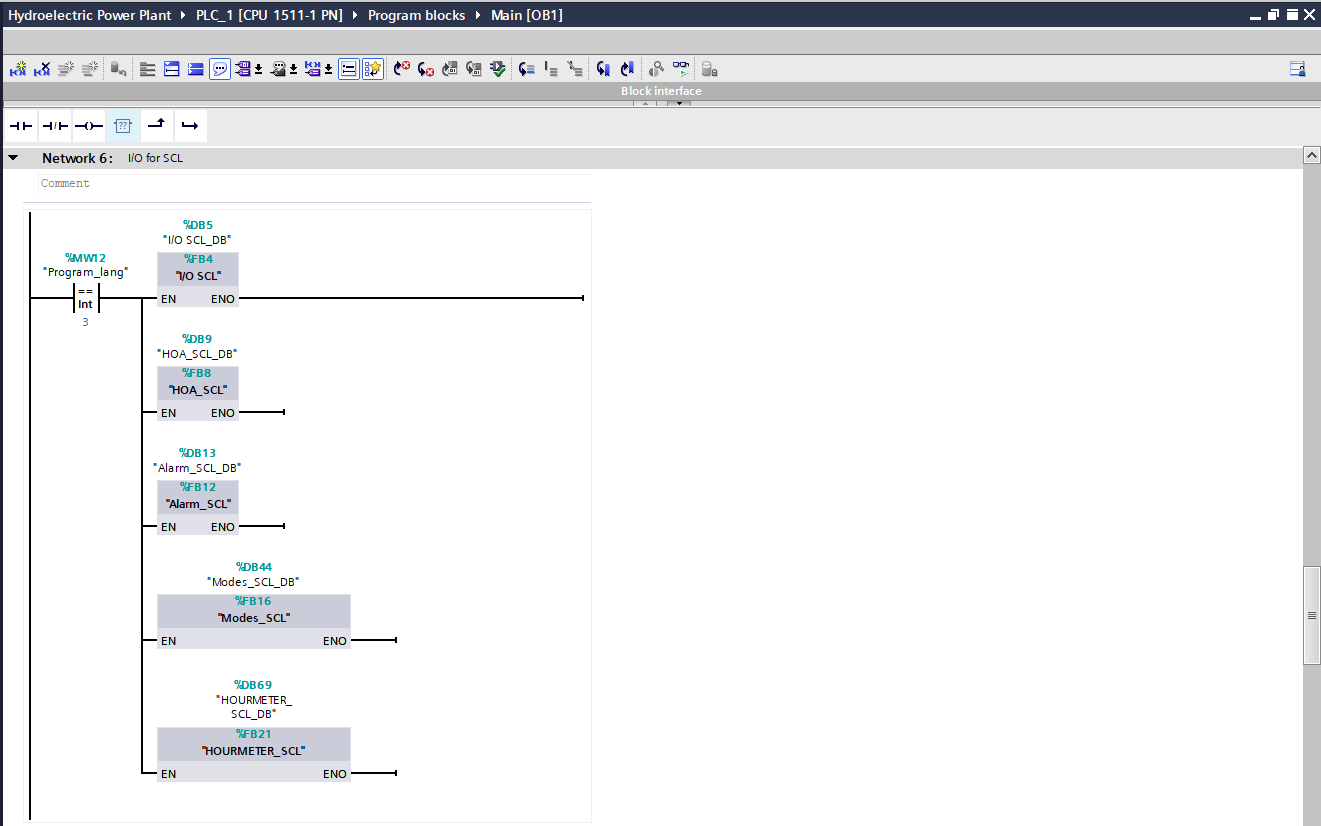 Hydroelectric Power Plant ▸ PLC_1 [CPU 1511-1 PN] ▸ Program blocks ▸ Main [OB1]
Block interface
??
Network 6: I/O for SCL
Comment
%DB5
"I/O SCL_DB"
%MW12
"Program_lang"
%FB4
"I/O SCL"
==
Int
EN ENO
3
%DB9
"HOA_SCL_DB"
%FB8
"HOA_SCL"
EN ENO
%DB13
"Alarm_SCL_DB"
%FB12
"Alarm_SCL"
EN ENO
%DB44
"Modes_SCL_DB"
%FB16
"Modes_SCL"
EN ENO
%DB69
"HOURMETER_
SCL_DB"
%FB21
"HOURMETER_SCL"
EN ENO